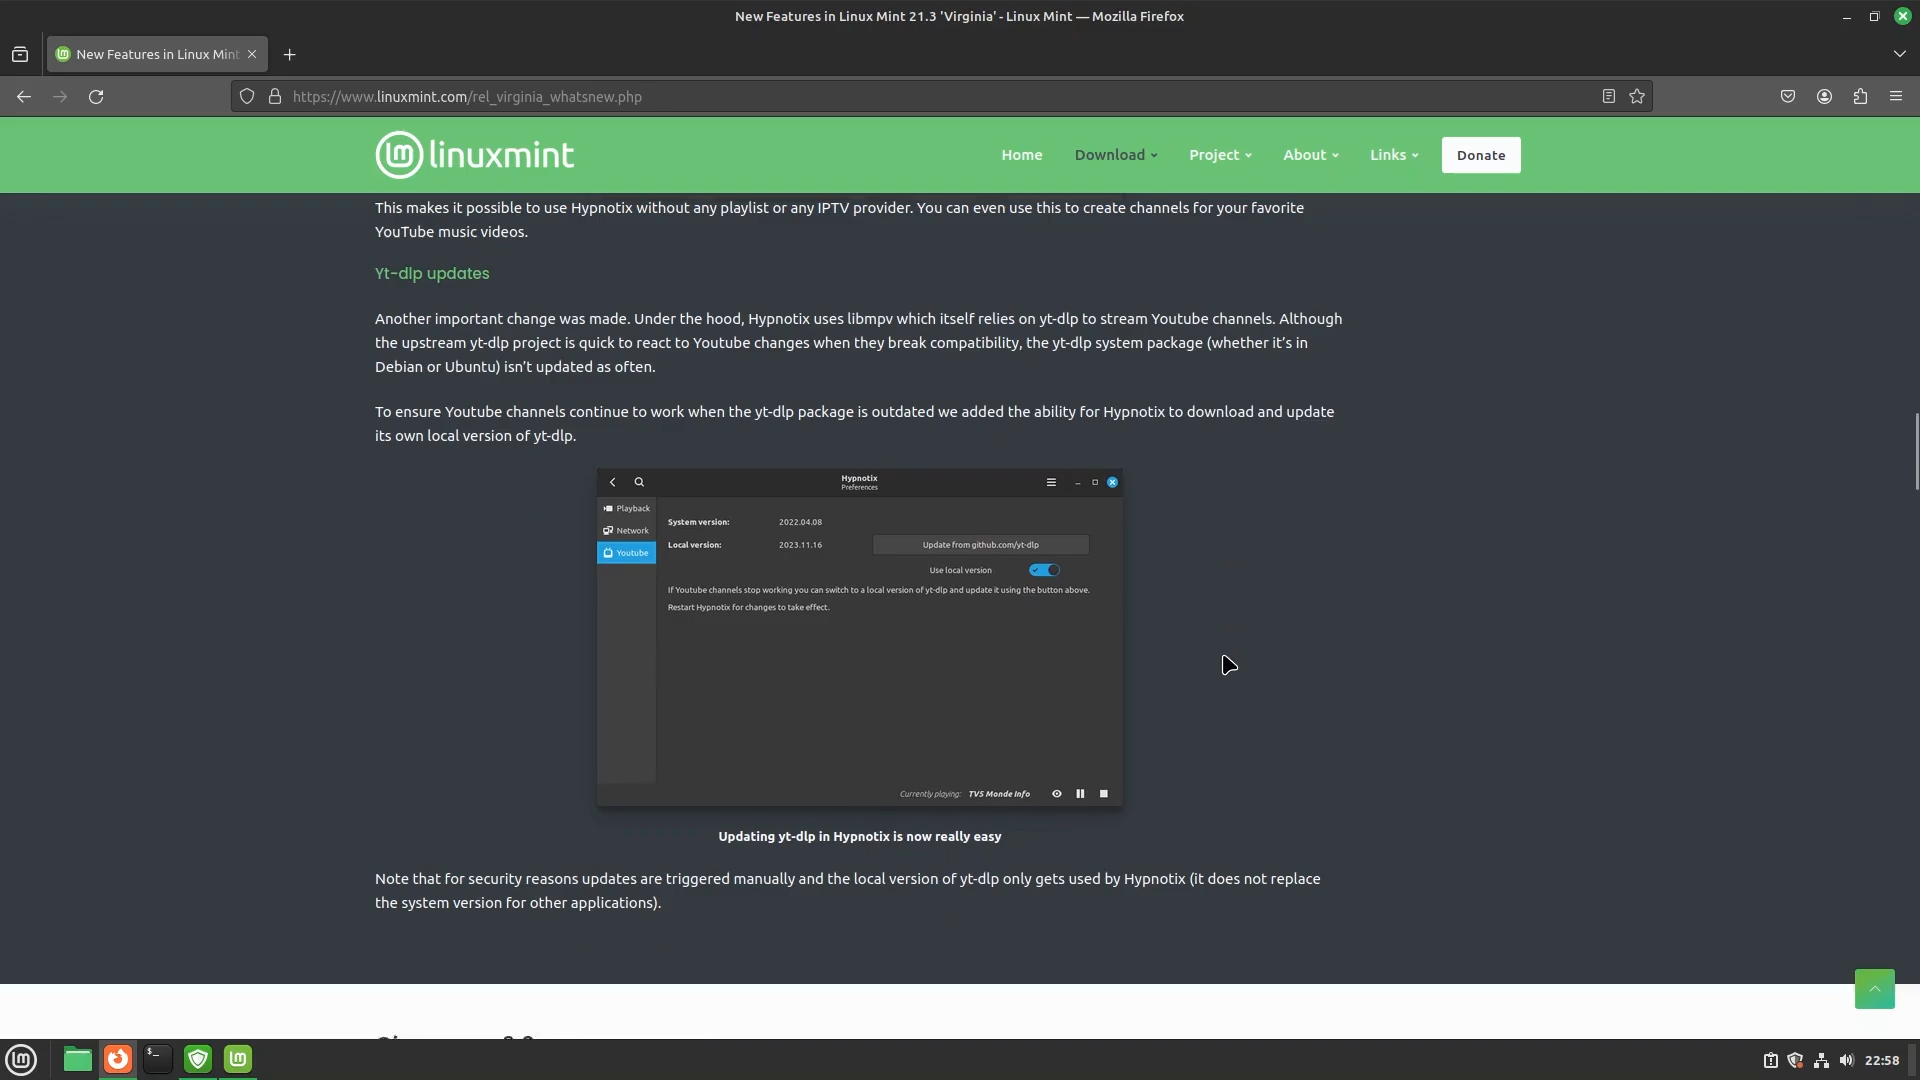 New Features in Linux Mint 21.3 'Virginia' - Linux Mint — Mozilla Firefox
New Features in Linux Mint
https://www.linuxmint.com/rel_virginia_whatsnew.php
linuxmint
Home
Download
Project
About
Links
Donate
This makes it possible to use Hypnotix without any playlist or any IPTV provider. You can even use this to create channels for your favorite
YouTube music videos.
Yt-dlp updates
Another important change was made. Under the hood, Hypnotix uses libmpv which itself relies on yt-dlp to stream Youtube channels. Although
the upstream yt-dlp project is quick to react to Youtube changes when they break compatibility, the yt-dlp system package (whether it’s in
Debian or Ubuntu) isn’t updated as often.
To ensure Youtube channels continue to work when the yt-dlp package is outdated we added the ability for Hypnotix to download and update
its own local version of yt-dlp.
Hypnotix
Preferences
Playback
Network
Youtube
System version: 2022.04.08
Local version: 2023.11.16 Update from github.com/yt-dlp
Use local version
If Youtube channels stop working you can switch to a local version of yt-dlp and update it using the button above.
Restart Hypnotix for changes to take effect.
Currently playing: TV5 Monde Info
Updating yt-dlp in Hypnotix is now really easy
Note that for security reasons updates are triggered manually and the local version of yt-dlp only gets used by Hypnotix (it does not replace
the system version for other applications).
22:58